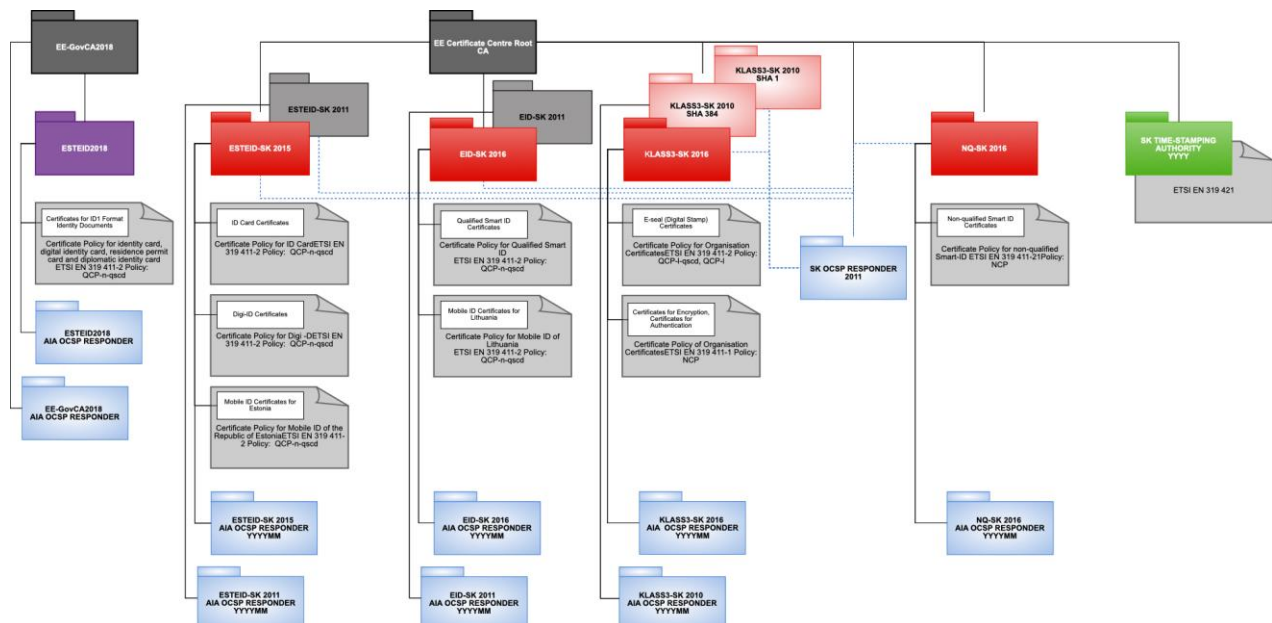 EE-GovCA2018
EE Certificate Centre Root
CA
KLASS3-SK 2010
SHA 1
ESTEID-SK 2011
EID-SK 2011
KLASS3-SK 2010
SHA 384
ESTEID2018
ESTEID-SK 2015
EID-SK 2016
KLASS3-SK 2016
NQ-SK 2016
SK TIME-STAMPING
AUTHORITY
YYYY
ETSI EN 319 421
Certificates for ID1 Format
Identity Documents
Certificate Policy for identity card,
digital identity card, residence permit
card and diplomatic identity card
ETSI EN 319 411-2 Policy:
QCP-n-qscd
ID Card Certificates
Certificate Policy for ID CardETSI EN
319 411-2 Policy:  QCP-n-qscd
Qualified Smart ID
Certificates
Certificate Policy for Qualified Smart
ID
ETSI EN 319 411-2 Policy:
QCP-n-qscd
E-seal (Digital Stamp)
Certificates
Certificate Policy for Organisation
CertificatesETSI EN 319 411-2 Policy:
QCP-l-qscd, QCP-l
SK OCSP RESPONDER
2011
Non-qualified Smart ID
Certificates
Certificate Policy for non-qualified
Smart-ID ETSI EN 319 411-21Policy:
NCP
ESTEID2018
AIA OCSP RESPONDER
Digi-ID Certificates
Certificate Policy for Digi -DETSI EN
319 411-2 Policy:  QCP-n-qscd
Mobile ID Certificates for
Lithuania
Certificate Policy for Mobile ID of
Lithuania
ETSI EN 319 411-2 Policy:
QCP-n-qscd
Certificates for Encryption,
Certificates for
Authentication
Certificate Policy of Organisation
CertificatesETSI EN 319 411-1 Policy:
NCP
EE-GovCA2018
AIA OCSP RESPONDER
Mobile ID Certificates for
Estonia
Certificate Policy for Mobile ID of the
Republic of EstoniaETSI EN 319 411-
2 Policy:  QCP-n-qscd
ESTEID-SK 2015
AIA OCSP RESPONDER
YYYYMM
EID-SK 2016
AIA OCSP RESPONDER
YYYYMM
KLASS3-SK 2016
AIA  OCSP RESPONDER
YYYYMM
NQ-SK 2016
AIA OCSP RESPONDER
YYYYMM
ESTEID-SK 2011
AIA OCSP RESPONDER
YYYYMM
EID-SK 2011
AIA OCSP RESPONDER
YYYYMM
KLASS3-SK 2010
AIA OCSP RESPONDER
YYYYMM